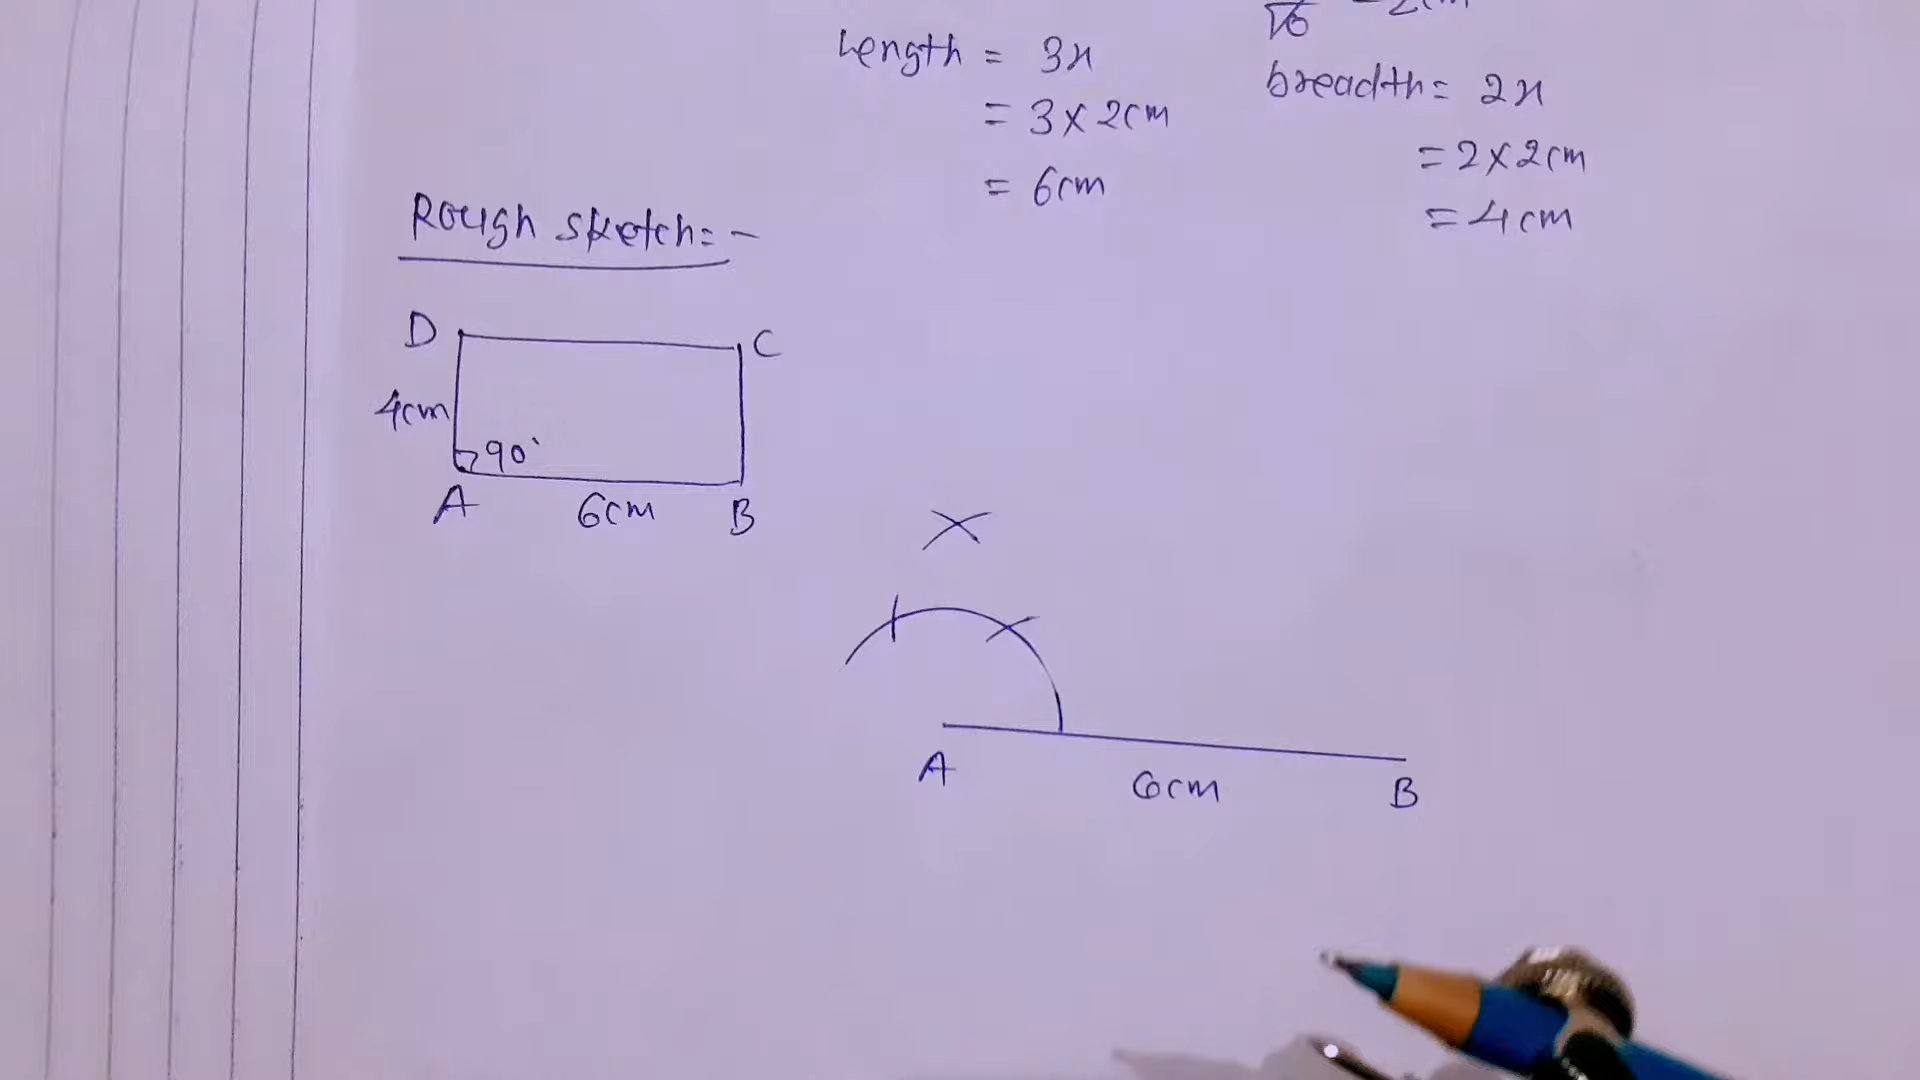 Length = 3x
= 3 × 2cm
= 6cm
breadth = 2x
= 2 × 2cm
= 4cm
Rough sketch:-
D
C
4cm
90°
A
6cm
B
A
6cm
B